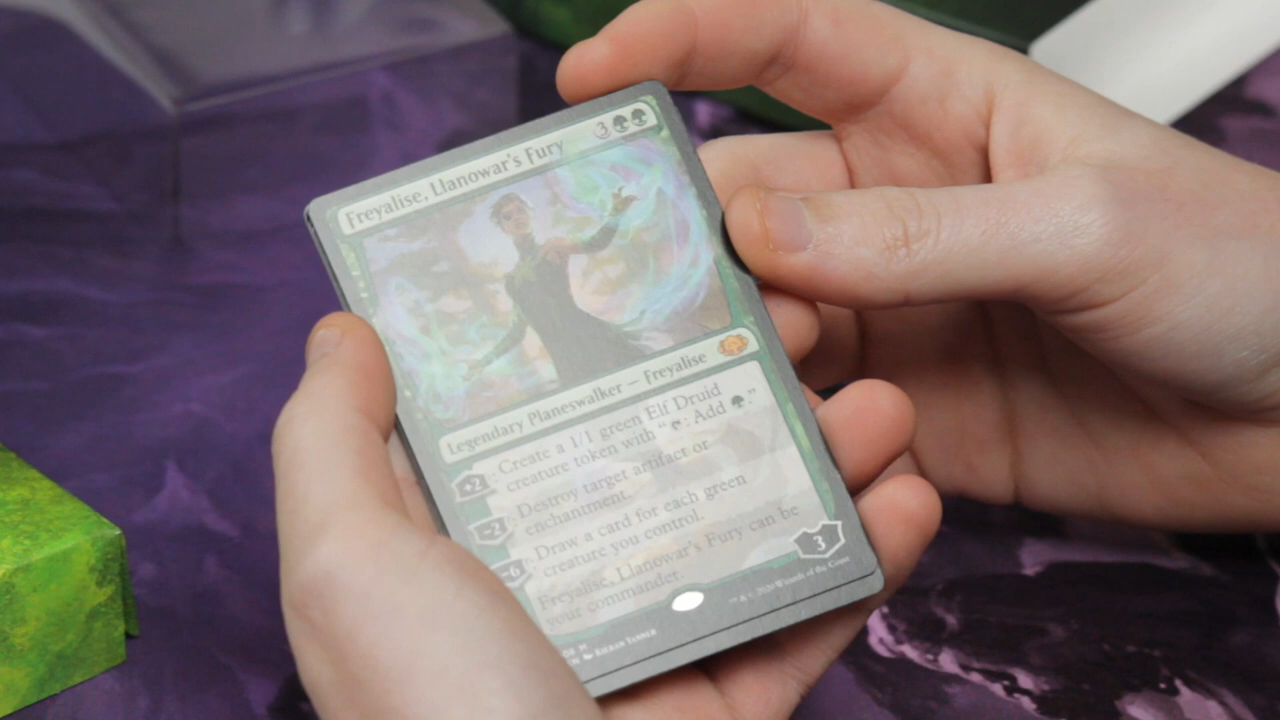 Freyalise, Llanowar's Fury 3
Legendary Planeswalker — Freyalise
+2: Create a 1/1 green Elf Druid
creature token with “: Add .”
−2: Destroy target artifact or
enchantment.
−6: Draw a card for each green
creature you control.
Freyalise, Llanowar's Fury can be
your commander.
3
M
EN KIERAN YANNER
™ & © 2020 Wizards of the Coast